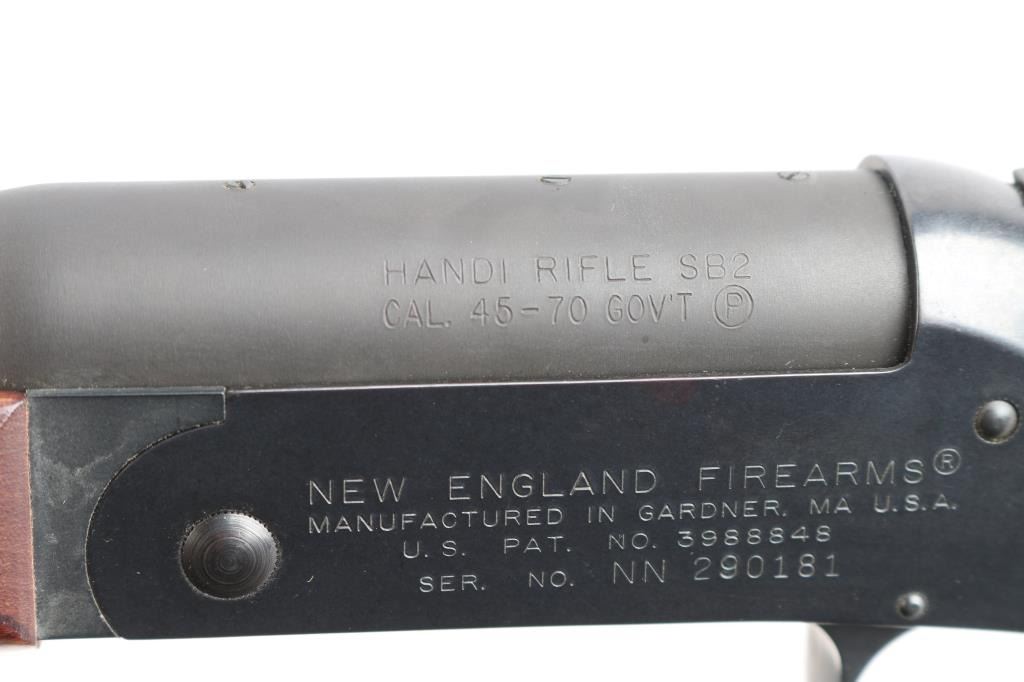 HANDI RIFLE SB2
CAL. 45-70 GOV'T Ⓟ
NEW ENGLAND FIREARMS®
MANUFACTURED IN GARDNER, MA U.S.A.
U.S. PAT. NO. 3988848
SER. NO. NN 290181